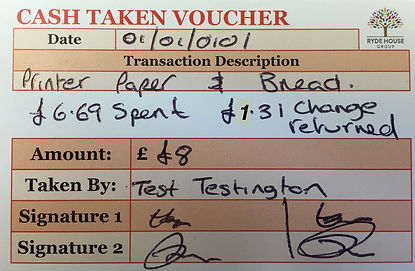 CASH TAKEN VOUCHER
RYDE HOUSE
GROUP
Date 01/01/0101
Transaction Description
Printer Paper & Bread.
£6.69 Spent £1.31 Change
returned
Amount: £ £8
Taken By: Test Testington
Signature 1
Signature 2